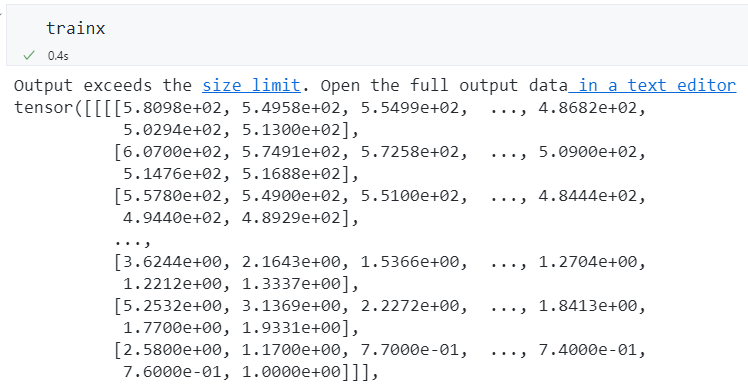 trainx
0.4s
Output exceeds the size limit. Open the full output data in a text editor
tensor([[[[5.8098e+02, 5.4958e+02, 5.5499e+02,  ..., 4.8682e+02,
5.0294e+02, 5.1300e+02],
[6.0700e+02, 5.7491e+02, 5.7258e+02,  ..., 5.0900e+02,
5.1476e+02, 5.1688e+02],
[5.5780e+02, 5.4900e+02, 5.5100e+02,  ..., 4.8444e+02,
4.9440e+02, 4.8929e+02],
...,
[3.6244e+00, 2.1643e+00, 1.5366e+00,  ..., 1.2704e+00,
1.2212e+00, 1.3337e+00],
[5.2532e+00, 3.1369e+00, 2.2272e+00,  ..., 1.8413e+00,
1.7700e+00, 1.9331e+00],
[2.5800e+00, 1.1700e+00, 7.7000e-01,  ..., 7.4000e-01,
7.6000e-01, 1.0000e+00]]],